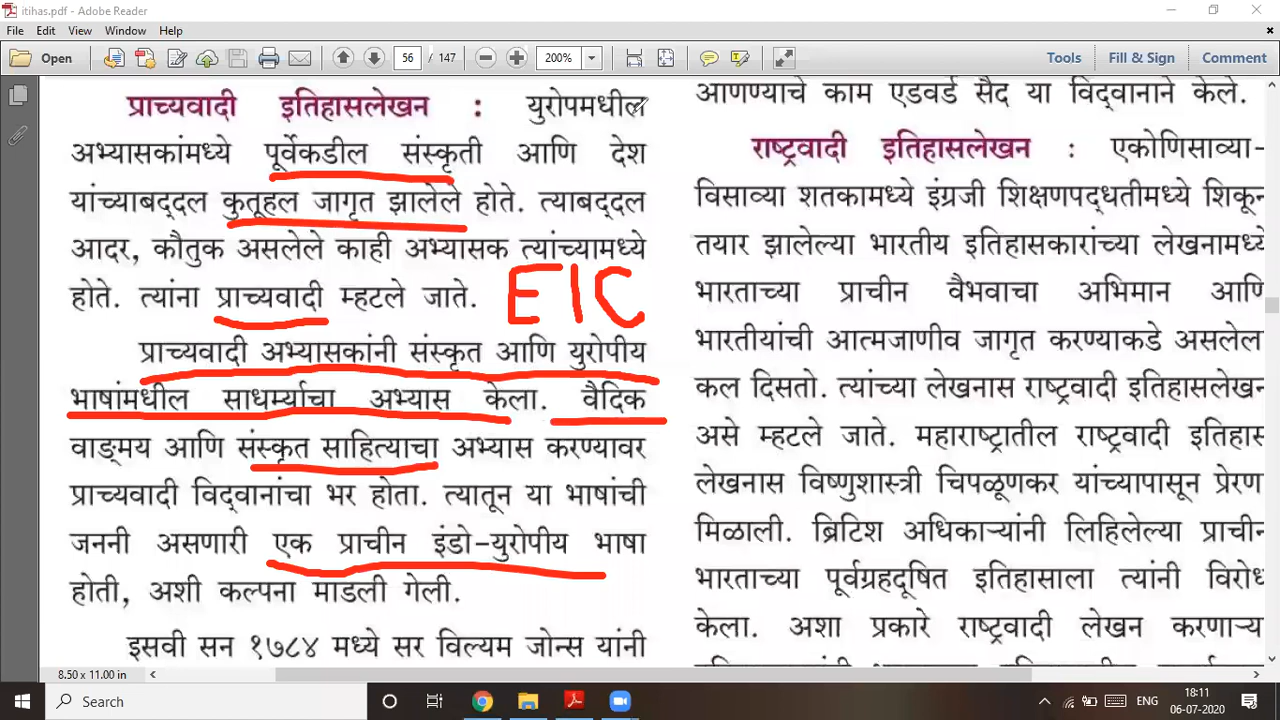 itihas.pdf - Adobe Reader
File Edit View Window Help
Open 56 / 147 200% Tools Fill & Sign Comment
प्राच्यवादी इतिहासलेखन : युरोपमधील
अभ्यासकांमध्ये पूर्वेकडील संस्कृती आणि देश
यांच्याबद्दल कुतूहल जागृत झालेले होते. त्याबद्दल
आदर, कौतुक असलेले काही अभ्यासक त्यांच्यामध्ये
होते. त्यांना प्राच्यवादी म्हटले जाते.
EIC
प्राच्यवादी अभ्यासकांनी संस्कृत आणि युरोपीय
भाषांमधील साधर्म्याचा अभ्यास केला. वैदिक
वाङ्मय आणि संस्कृत साहित्याचा अभ्यास करण्यावर
प्राच्यवादी विद्वानांचा भर होता. त्यातून या भाषांची
जननी असणारी एक प्राचीन इंडो-युरोपीय भाषा
होती, अशी कल्पना माडली गेली.
इसवी सन १७८४ मध्ये सर विल्यम जोन्स यांनी
आणण्याचे काम एडवर्ड सैद या विद्वानाने केले.
राष्ट्रवादी इतिहासलेखन : एकोणिसाव्या-
विसाव्या शतकामध्ये इंग्रजी शिक्षणपद्धतीमध्ये शिकून
तयार झालेल्या भारतीय इतिहासकारांच्या लेखनामध्ये
भारताच्या प्राचीन वैभवाचा अभिमान आणि
भारतीयांची आत्मजाणीव जागृत करण्याकडे असलेल
कल दिसतो. त्यांच्या लेखनास राष्ट्रवादी इतिहासलेखन
असे म्हटले जाते. महाराष्ट्रातील राष्ट्रवादी इतिहास
लेखनास विष्णुशास्त्री चिपळूणकर यांच्यापासून प्रेरण
मिळाली. ब्रिटिश अधिकाऱ्यांनी लिहिलेल्या प्राचीन
भारताच्या पूर्वग्रहदूषित इतिहासाला त्यांनी विरोध
केला. अशा प्रकारे राष्ट्रवादी लेखन करणाऱ्य
8.50 x 11.00 in
Search ENG 18:11
06-07-2020